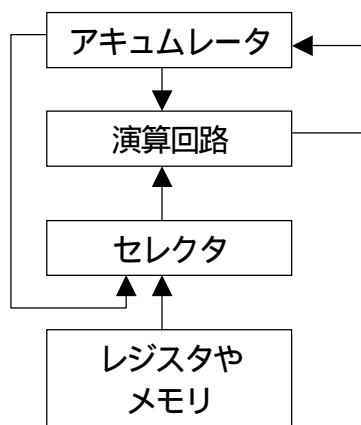 アキュムレータ
演算回路
セレクタ
レジスタや
メモリ